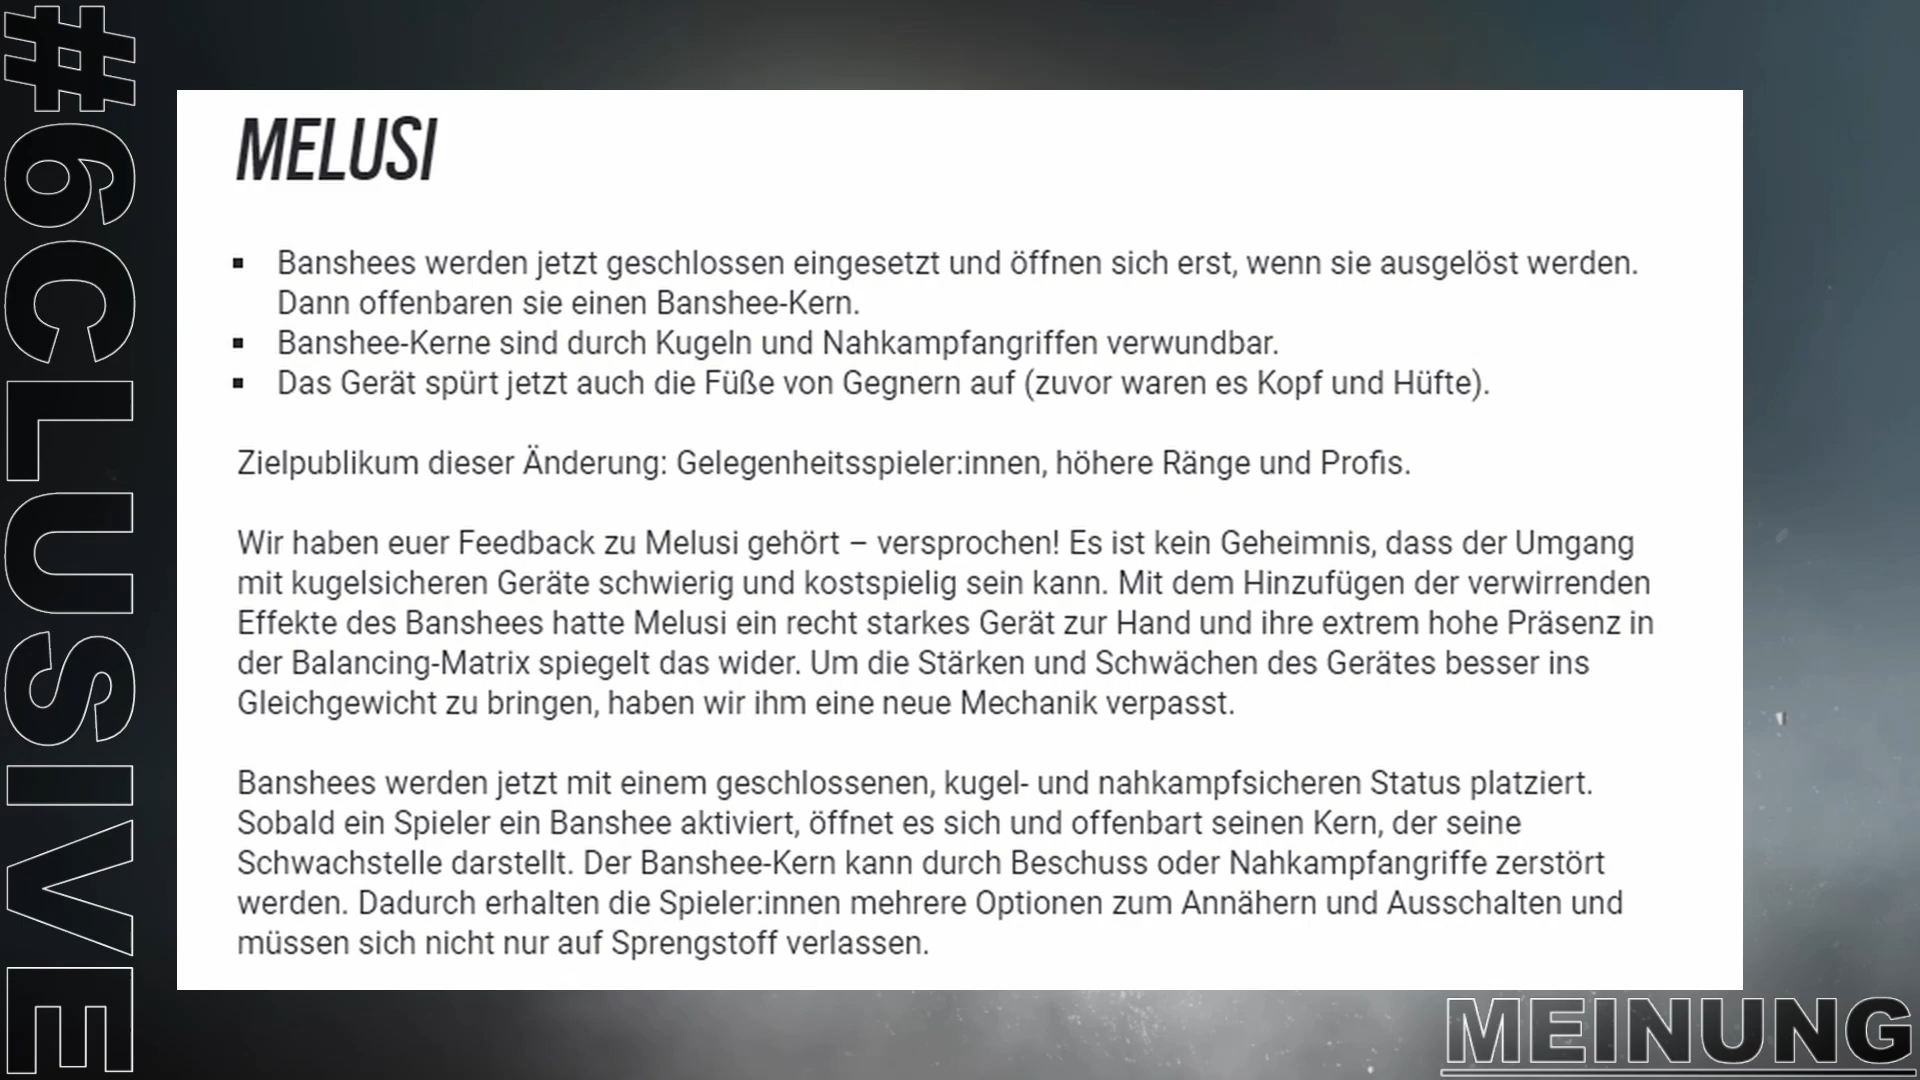 #6CLUSIVE
MELUSI
▪ Banshees werden jetzt geschlossen eingesetzt und öffnen sich erst, wenn sie ausgelöst werden.
Dann offenbaren sie einen Banshee-Kern.
▪ Banshee-Kerne sind durch Kugeln und Nahkampfangriffen verwundbar.
▪ Das Gerät spürt jetzt auch die Füße von Gegnern auf (zuvor waren es Kopf und Hüfte).
Zielpublikum dieser Änderung: Gelegenheitsspieler:innen, höhere Ränge und Profis.
Wir haben euer Feedback zu Melusi gehört – versprochen! Es ist kein Geheimnis, dass der Umgang
mit kugelsicheren Geräte schwierig und kostspielig sein kann. Mit dem Hinzufügen der verwirrenden
Effekte des Banshees hatte Melusi ein recht starkes Gerät zur Hand und ihre extrem hohe Präsenz in
der Balancing-Matrix spiegelt das wider. Um die Stärken und Schwächen des Gerätes besser ins
Gleichgewicht zu bringen, haben wir ihm eine neue Mechanik verpasst.
Banshees werden jetzt mit einem geschlossenen, kugel- und nahkampfsicheren Status platziert.
Sobald ein Spieler ein Banshee aktiviert, öffnet es sich und offenbart seinen Kern, der seine
Schwachstelle darstellt. Der Banshee-Kern kann durch Beschuss oder Nahkampfangriffe zerstört
werden. Dadurch erhalten die Spieler:innen mehrere Optionen zum Annähern und Ausschalten und
müssen sich nicht nur auf Sprengstoff verlassen.
MEINUNG